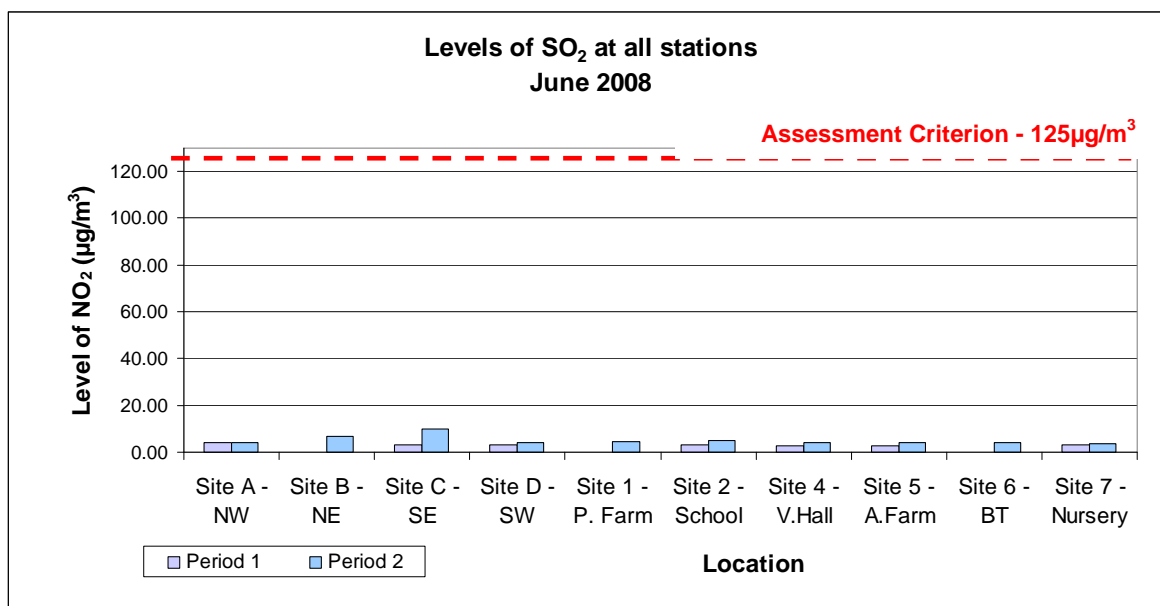 Levels of SO₂ at all stations
June 2008
Assessment Criterion - 125µg/m³
Level of NO₂ (µg/m³)
120.00
100.00
80.00
60.00
40.00
20.00
0.00
Site A - NW
Site B - NE
Site C - SE
Site D - SW
Site 1 - P. Farm
Site 2 - School
Site 4 - V.Hall
Site 5 - A.Farm
Site 6 - BT
Site 7 - Nursery
Period 1
Period 2
Location